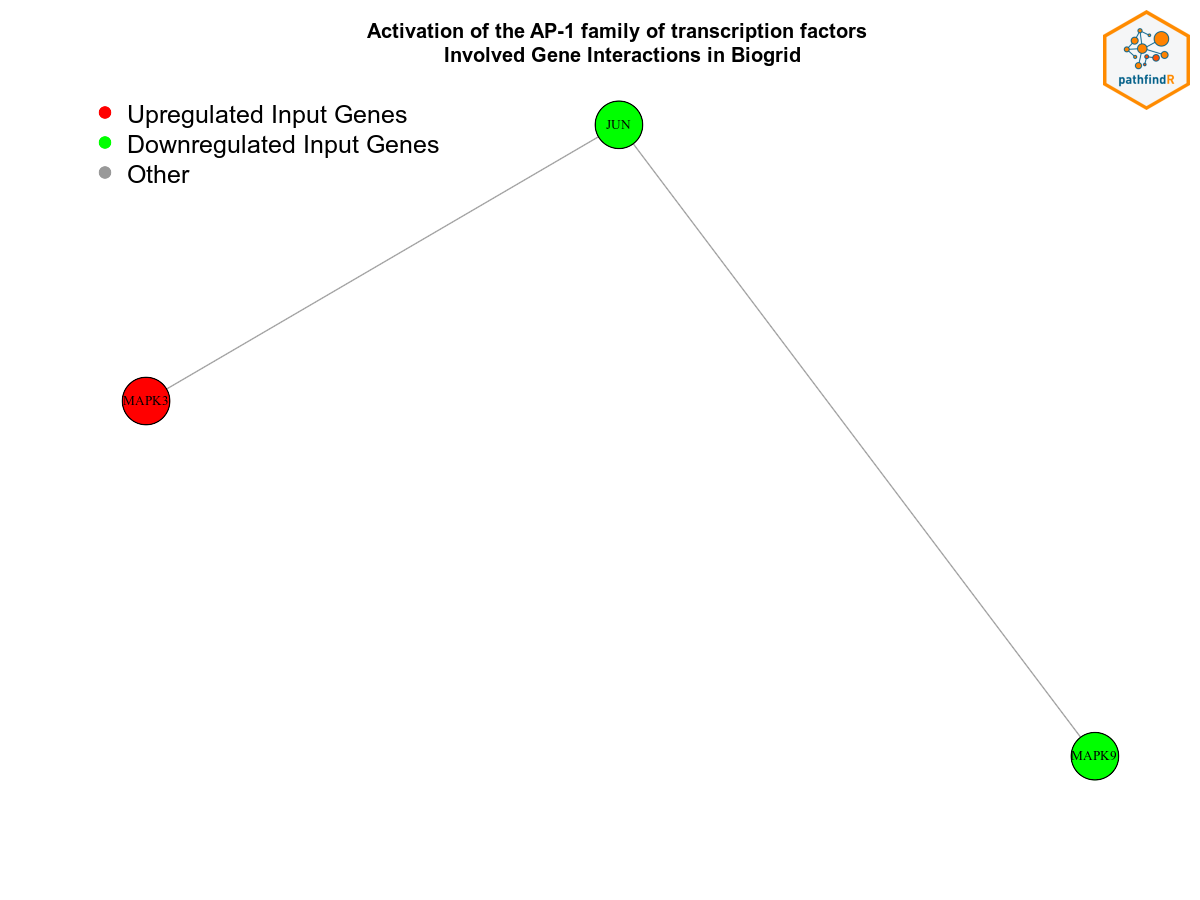 Activation of the AP-1 family of transcription factors
Involved Gene Interactions in Biogrid
pathfindR
Upregulated Input Genes
Downregulated Input Genes
Other
JUN
MAPK3
MAPK9